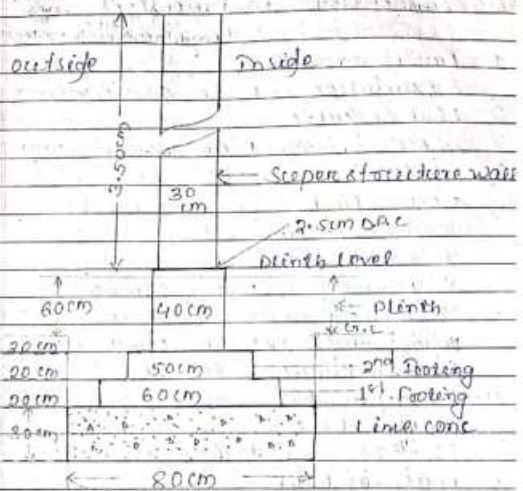 outside
Inside
3.50cm
30
cm
Super structure wall
2.5cm DPC
plinth level
60cm
40cm
Plinth
G.L
20cm
20cm
50cm
2nd Footing
20cm
60cm
1st Footing
30cm
Lime conc
80cm